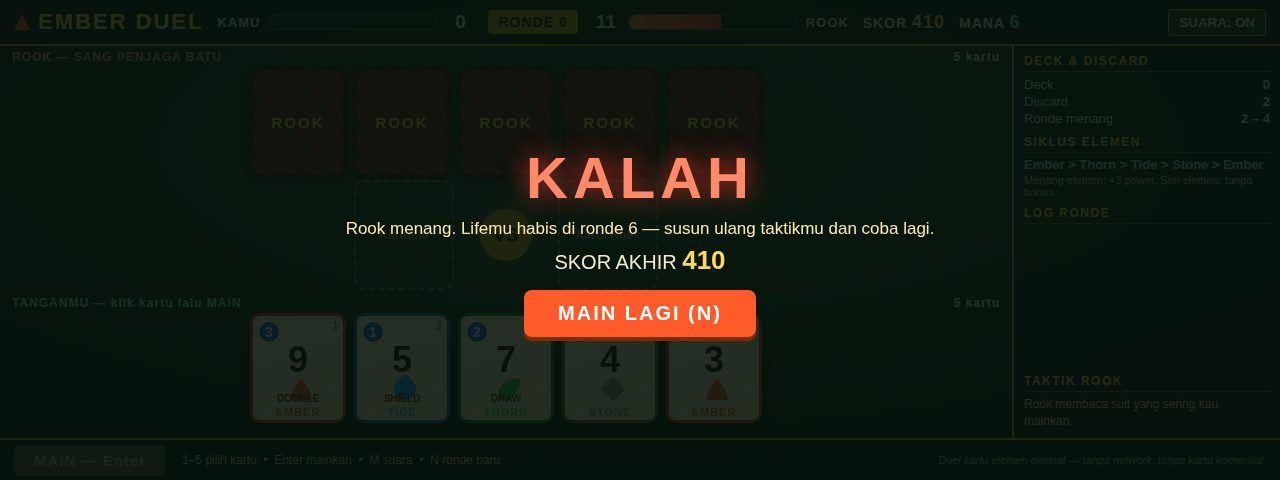 EMBER DUEL KAMU 0 RONDE 6 11 ROOK SKOR 410 MANA 6 SUARA: ON
ROOK — SANG PENJAGA BATU 5 kartu
ROOK ROOK ROOK ROOK ROOK
KALAH
VS
Rook menang. Lifemu habis di ronde 6 — susun ulang taktikmu dan coba lagi.
SKOR AKHIR 410
MAIN LAGI (N)
TANGANMU — klik kartu lalu MAIN 5 kartu
3 1 9 DOUBLE EMBER
1 2 5 SHIELD TIDE
2 7 DRAW THORN
4 STONE
3 EMBER
DECK & DISCARD
Deck 0
Discard 2
Ronde menang 2 – 4
SIKLUS ELEMEN
Ember > Thorn > Tide > Stone > Ember
Menang elemen: +3 power. Seri elemen: tanpa
bonus.
LOG RONDE
TAKTIK ROOK
Rook membaca suit yang sering kau
mainkan.
MAIN — Enter 1–5 pilih kartu • Enter mainkan • M suara • N ronde baru
Duel kartu elemen orisinal — tanpa network, tanpa kartu komersial.